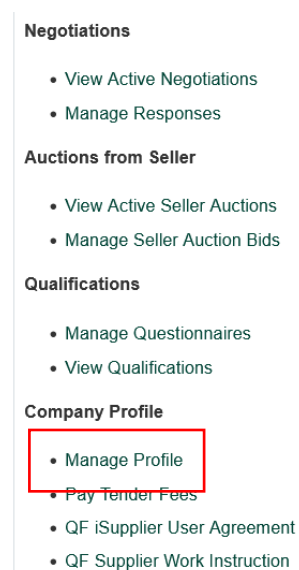 Negotiations
View Active Negotiations
Manage Responses
Auctions from Seller
View Active Seller Auctions
Manage Seller Auction Bids
Qualifications
Manage Questionnaires
View Qualifications
Company Profile
Manage Profile
Pay Tender Fees
QF iSupplier User Agreement
QF Supplier Work Instruction